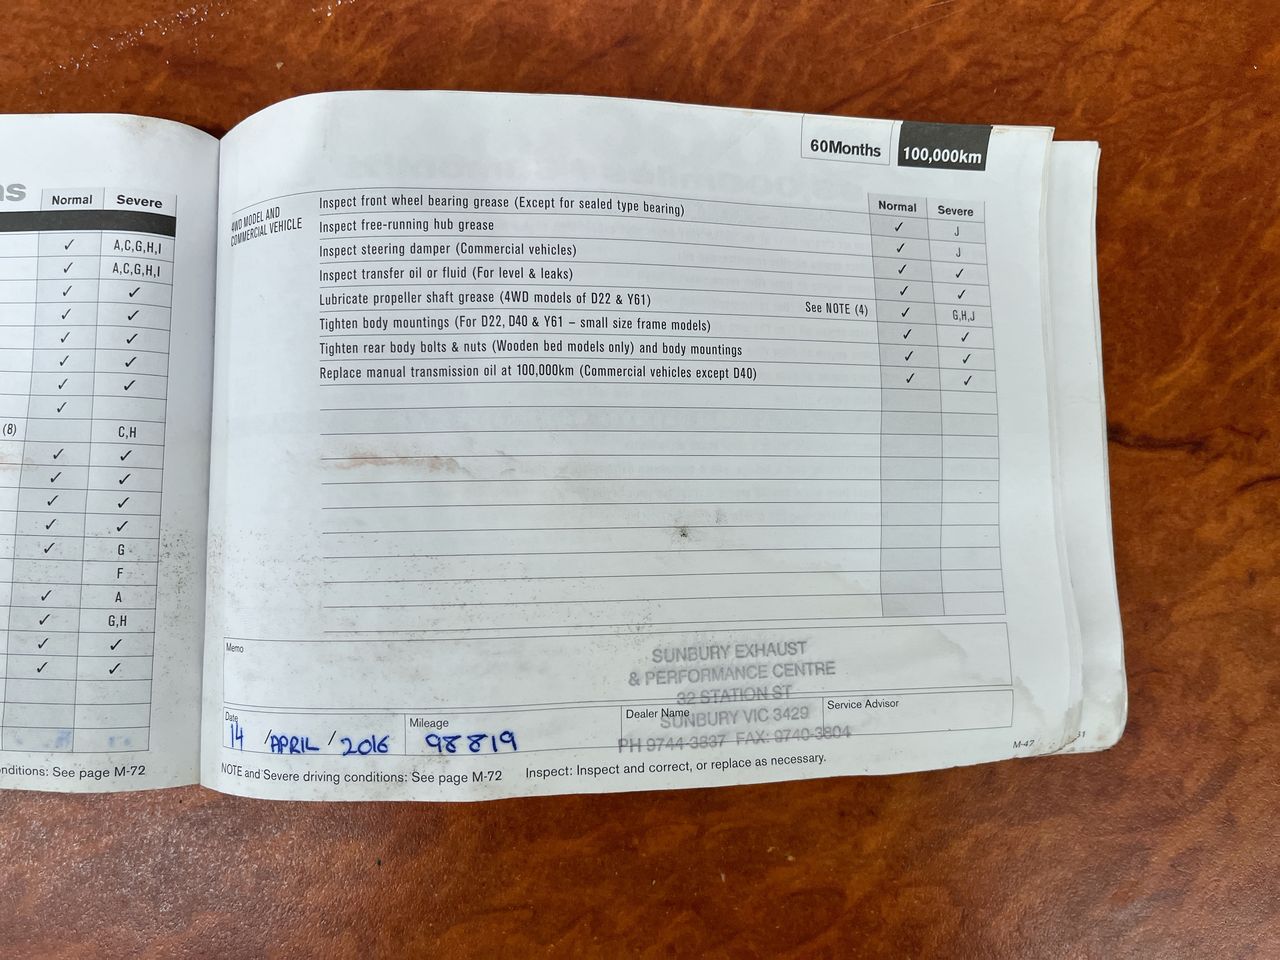 ns
Normal
Severe
✓ A,C,G,H,I
✓ A,C,G,H,I
✓ ✓
✓ ✓
✓ ✓
✓ ✓
✓ ✓
✓
(8) C,H
✓ ✓
✓ ✓
✓ ✓
✓ ✓
✓ G
F
✓ A
✓ G,H
✓ ✓
✓ ✓
onditions: See page M-72
60Months
100,000km
Normal
Severe
4WD MODEL AND
COMMERCIAL VEHICLE
Inspect front wheel bearing grease (Except for sealed type bearing) ✓ J
Inspect free-running hub grease ✓ J
Inspect steering damper (Commercial vehicles) ✓ ✓
Inspect transfer oil or fluid (For level & leaks) ✓ ✓
Lubricate propeller shaft grease (4WD models of D22 & Y61) See NOTE (4) ✓ G,H,J
Tighten body mountings (For D22, D40 & Y61 – small size frame models) ✓ ✓
Tighten rear body bolts & nuts (Wooden bed models only) and body mountings ✓ ✓
Replace manual transmission oil at 100,000km (Commercial vehicles except D40) ✓ ✓
Memo
SUNBURY EXHAUST
& PERFORMANCE CENTRE
32 STATION ST
SUNBURY VIC 3429
PH 9744-3837 FAX: 9740-3804
Date
14 / APRIL / 2016
Mileage
98819
Dealer Name
Service Advisor
NOTE and Severe driving conditions: See page M-72 Inspect: Inspect and correct, or replace as necessary.
M-47
31